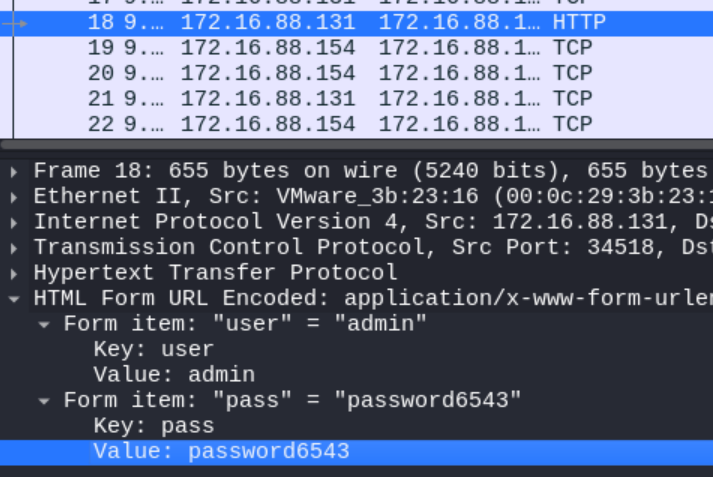 18 9.… 172.16.88.131 172.16.88.1… HTTP
19 9.… 172.16.88.154 172.16.88.1… TCP
20 9.… 172.16.88.154 172.16.88.1… TCP
21 9.… 172.16.88.131 172.16.88.1… TCP
22 9.… 172.16.88.154 172.16.88.1… TCP
Frame 18: 655 bytes on wire (5240 bits), 655 bytes
Ethernet II, Src: VMware_3b:23:16 (00:0c:29:3b:23:1
Internet Protocol Version 4, Src: 172.16.88.131, Ds
Transmission Control Protocol, Src Port: 34518, Dst
Hypertext Transfer Protocol
HTML Form URL Encoded: application/x-www-form-urlen
Form item: "user" = "admin"
Key: user
Value: admin
Form item: "pass" = "password6543"
Key: pass
Value: password6543